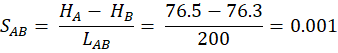 S_AB = (H_A − H_B) / L_AB = (76.5 − 76.3) / 200 = 0.001